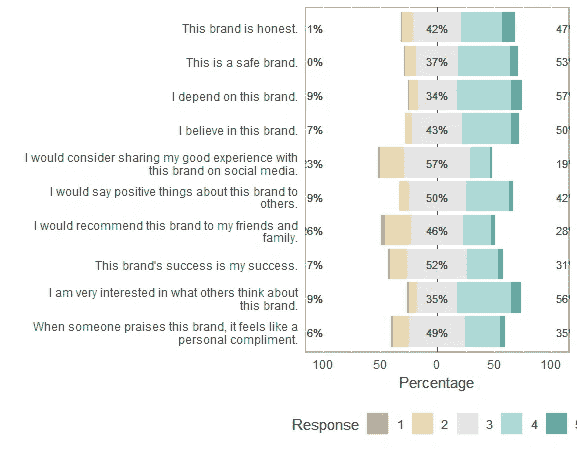 This brand is honest. 1% 42% 47
This is a safe brand. 0% 37% 53
I depend on this brand. 9% 34% 57
I believe in this brand. 7% 43% 50
I would consider sharing my good experience with
this brand on social media. 3% 57% 19
I would say positive things about this brand to
others. 9% 50% 42
I would recommend this brand to my friends and
family. 6% 46% 28
This brand's success is my success. 7% 52% 31
I am very interested in what others think about
this brand. 9% 35% 56
When someone praises this brand, it feels like a
personal compliment. 6% 49% 35
100 50 0 50 100
Percentage
Response 1 2 3 4